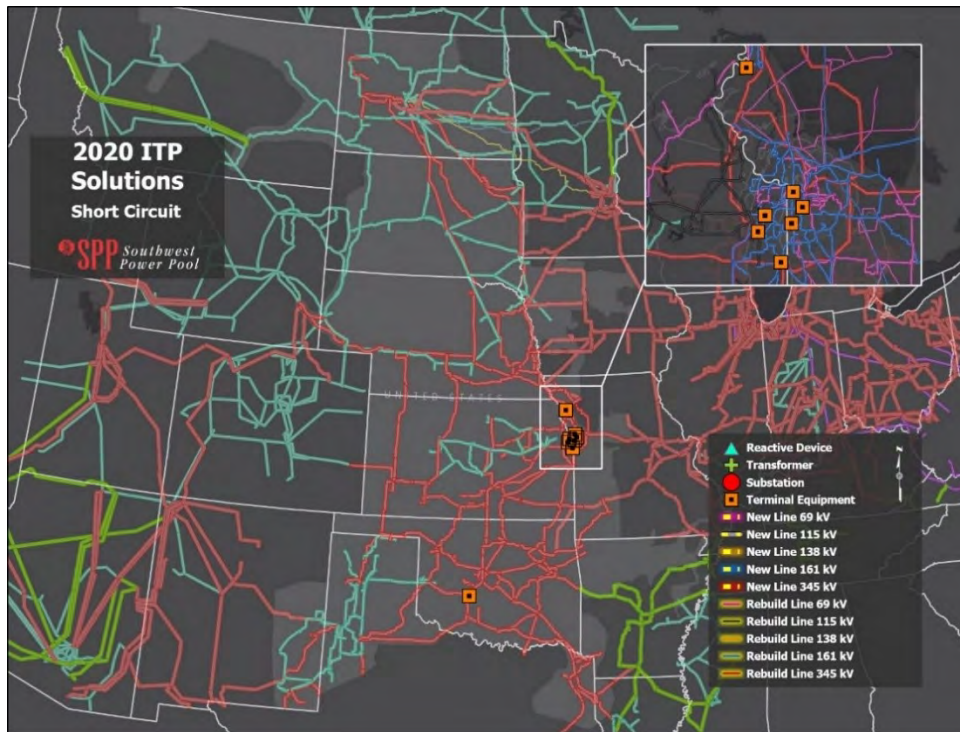 2020 ITP
Solutions
Short Circuit
SPP Southwest
Power Pool
UNITED STATES
Reactive Device
Transformer
Substation
Terminal Equipment
New Line 69 kV
New Line 115 kV
New Line 138 kV
New Line 161 kV
New Line 345 kV
Rebuild Line 69 kV
Rebuild Line 115 kV
Rebuild Line 138 kV
Rebuild Line 161 kV
Rebuild Line 345 kV
N